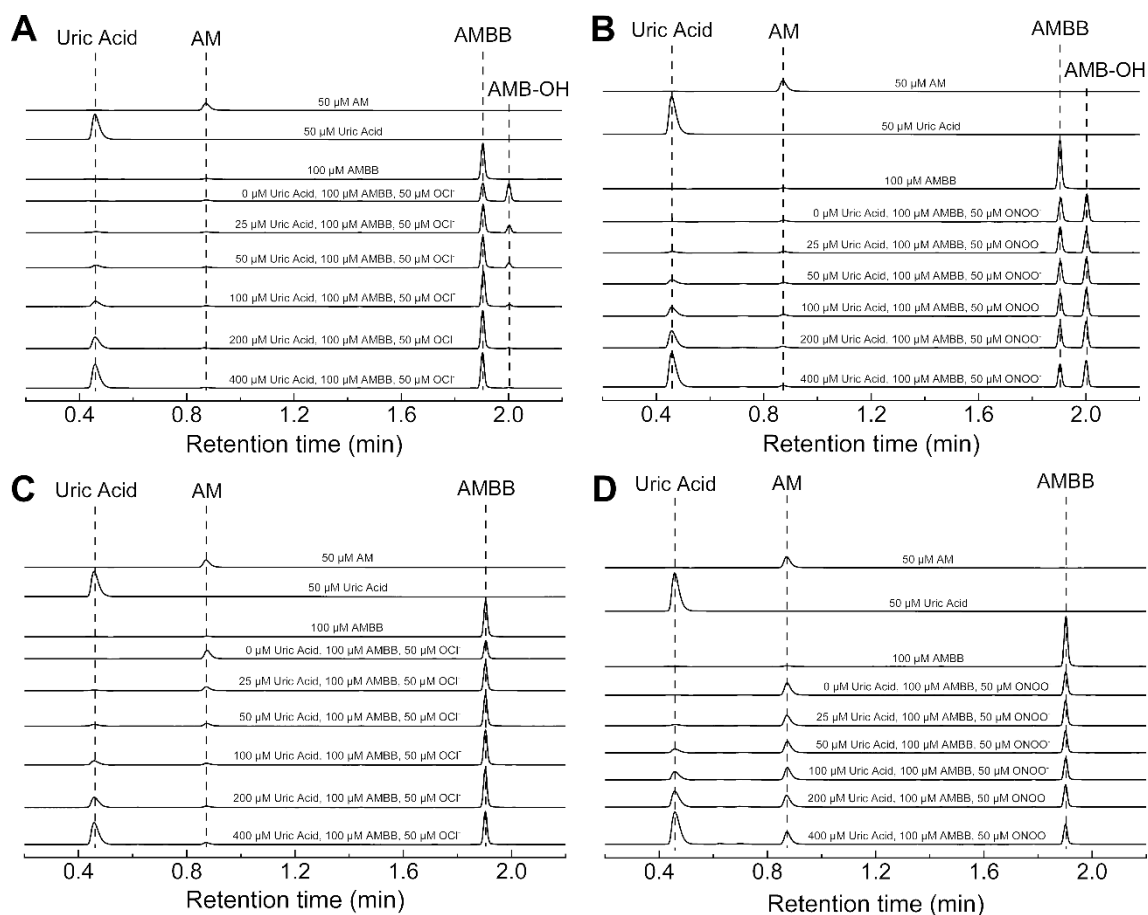 A
Uric Acid AM AMBB
AMB-OH
50 µM AM
50 µM Uric Acid
100 µM AMBB
0 µM Uric Acid, 100 µM AMBB, 50 µM OCl⁻
25 µM Uric Acid, 100 µM AMBB, 50 µM OCl⁻
50 µM Uric Acid, 100 µM AMBB, 50 µM OCl⁻
100 µM Uric Acid, 100 µM AMBB, 50 µM OCl⁻
200 µM Uric Acid, 100 µM AMBB, 50 µM OCl
400 µM Uric Acid, 100 µM AMBB, 50 µM OCl⁻
0.4 0.8 1.2 1.6 2.0
Retention time (min)
B
Uric Acid AM AMBB
AMB-OH
50 µM AM
50 µM Uric Acid
100 µM AMBB
0 µM Uric Acid, 100 µM AMBB, 50 µM ONOO⁻
25 µM Uric Acid, 100 µM AMBB, 50 µM ONOO
50 µM Uric Acid, 100 µM AMBB, 50 µM ONOO⁻
100 µM Uric Acid, 100 µM AMBB, 50 µM ONOO⁻
200 µM Uric Acid, 100 µM AMBB, 50 µM ONOO⁻
400 µM Uric Acid, 100 µM AMBB, 50 µM ONOO⁻
0.4 0.8 1.2 1.6 2.0
Retention time (min)
C
Uric Acid AM AMBB
50 µM AM
50 µM Uric Acid
100 µM AMBB
0 µM Uric Acid, 100 µM AMBB, 50 µM OCl
25 µM Uric Acid, 100 µM AMBB, 50 µM OCl
50 µM Uric Acid, 100 µM AMBB, 50 µM OCl⁻
100 µM Uric Acid, 100 µM AMBB, 50 µM OCl⁻
200 µM Uric Acid, 100 µM AMBB, 50 µM OCl⁻
400 µM Uric Acid, 100 µM AMBB, 50 µM OCl
0.4 0.8 1.2 1.6 2.0
Retention time (min)
D
Uric Acid AM AMBB
50 µM AM
50 µM Uric Acid
100 µM AMBB
0 µM Uric Acid, 100 µM AMBB, 50 µM ONOO
25 µM Uric Acid, 100 µM AMBB, 50 µM ONOO⁻
50 µM Uric Acid, 100 µM AMBB, 50 µM ONOO⁻
100 µM Uric Acid, 100 µM AMBB, 50 µM ONOO⁻
200 µM Uric Acid, 100 µM AMBB, 50 µM ONOO
400 µM Uric Acid, 100 µM AMBB, 50 µM ONOO
0.4 0.8 1.2 1.6 2.0
Retention time (min)